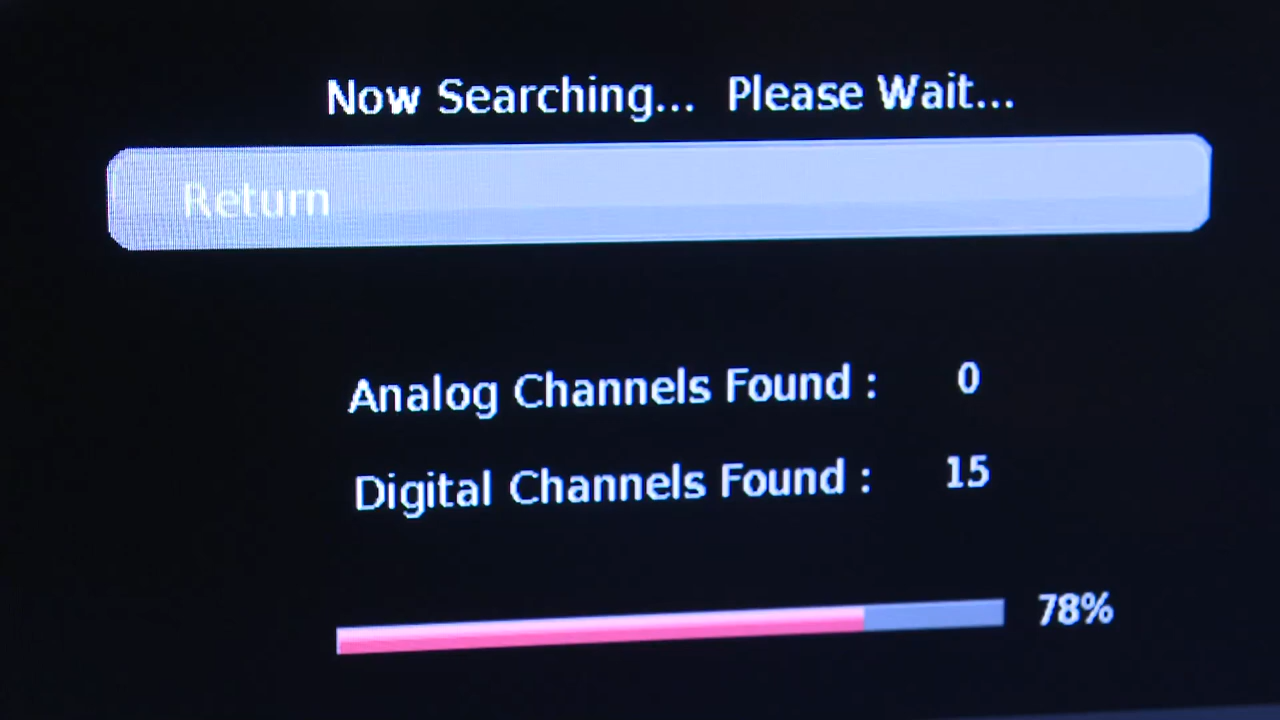 Now Searching... Please Wait...
Return
Analog Channels Found : 0
Digital Channels Found : 15
78%